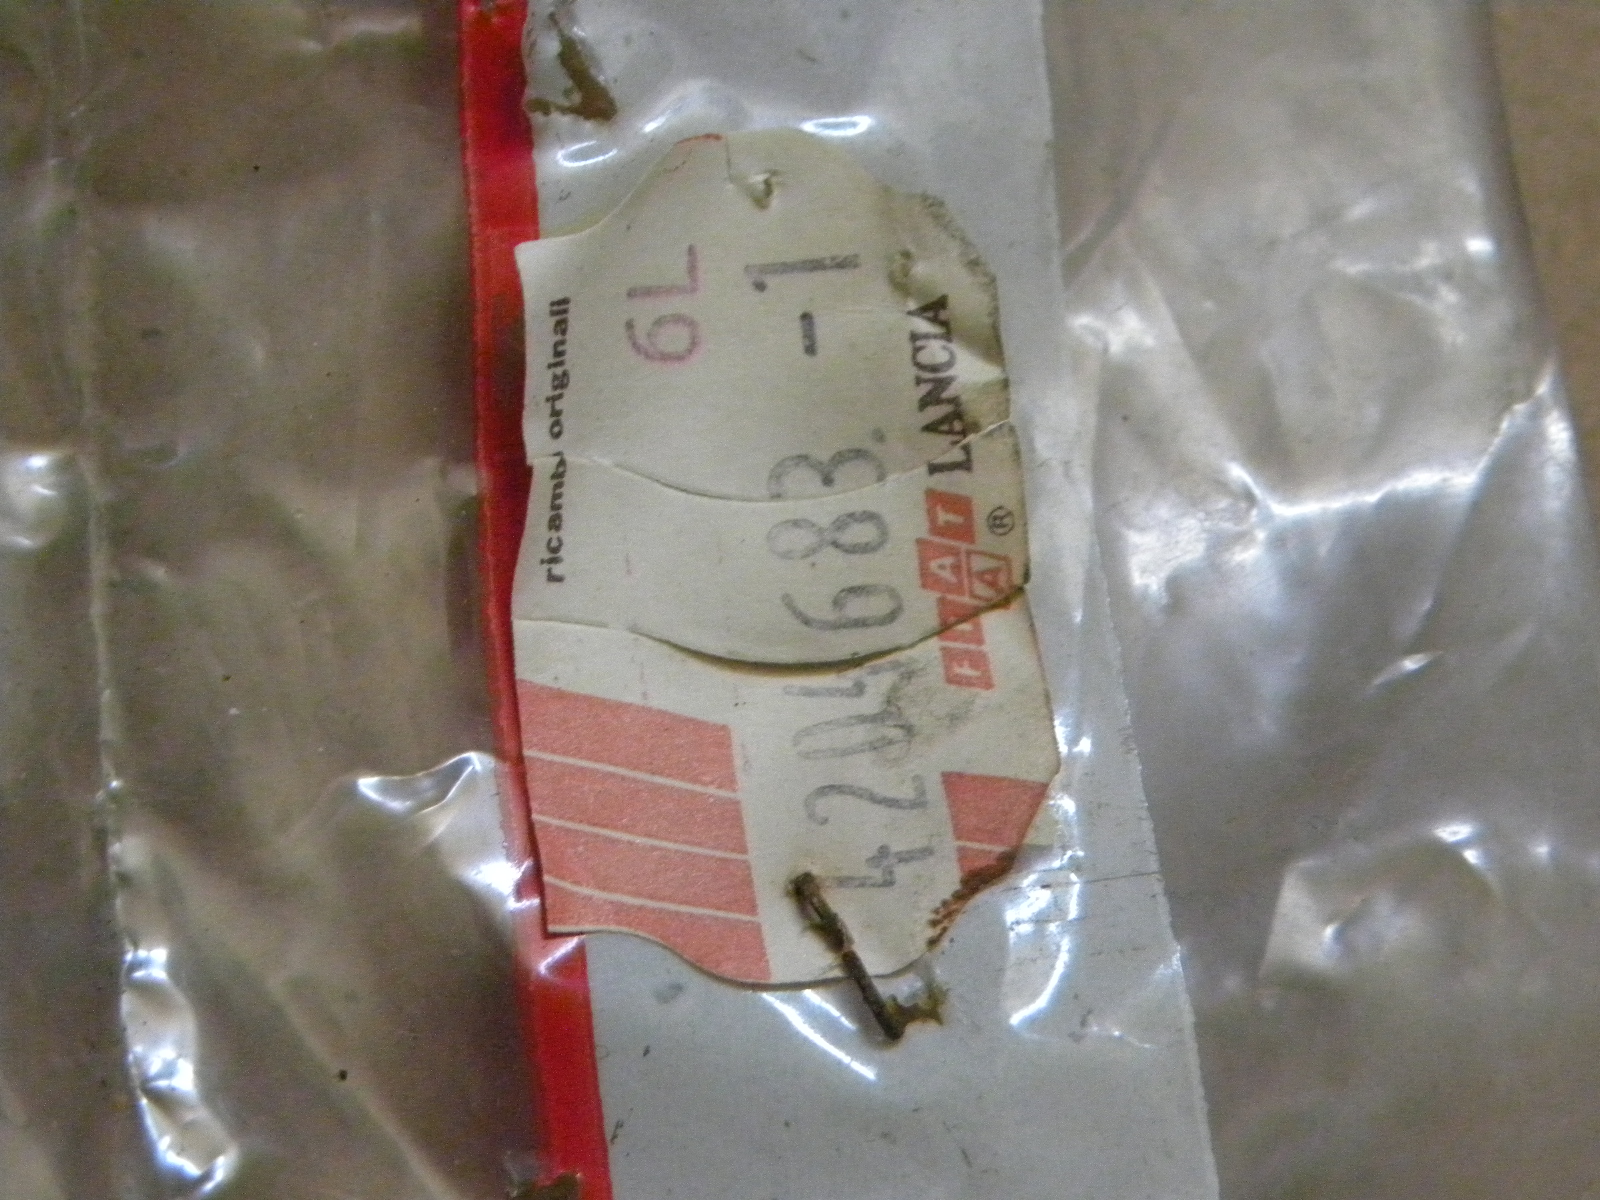 ricambi originali
6L
4204683 - 1
FIAT LANCIA
A ®